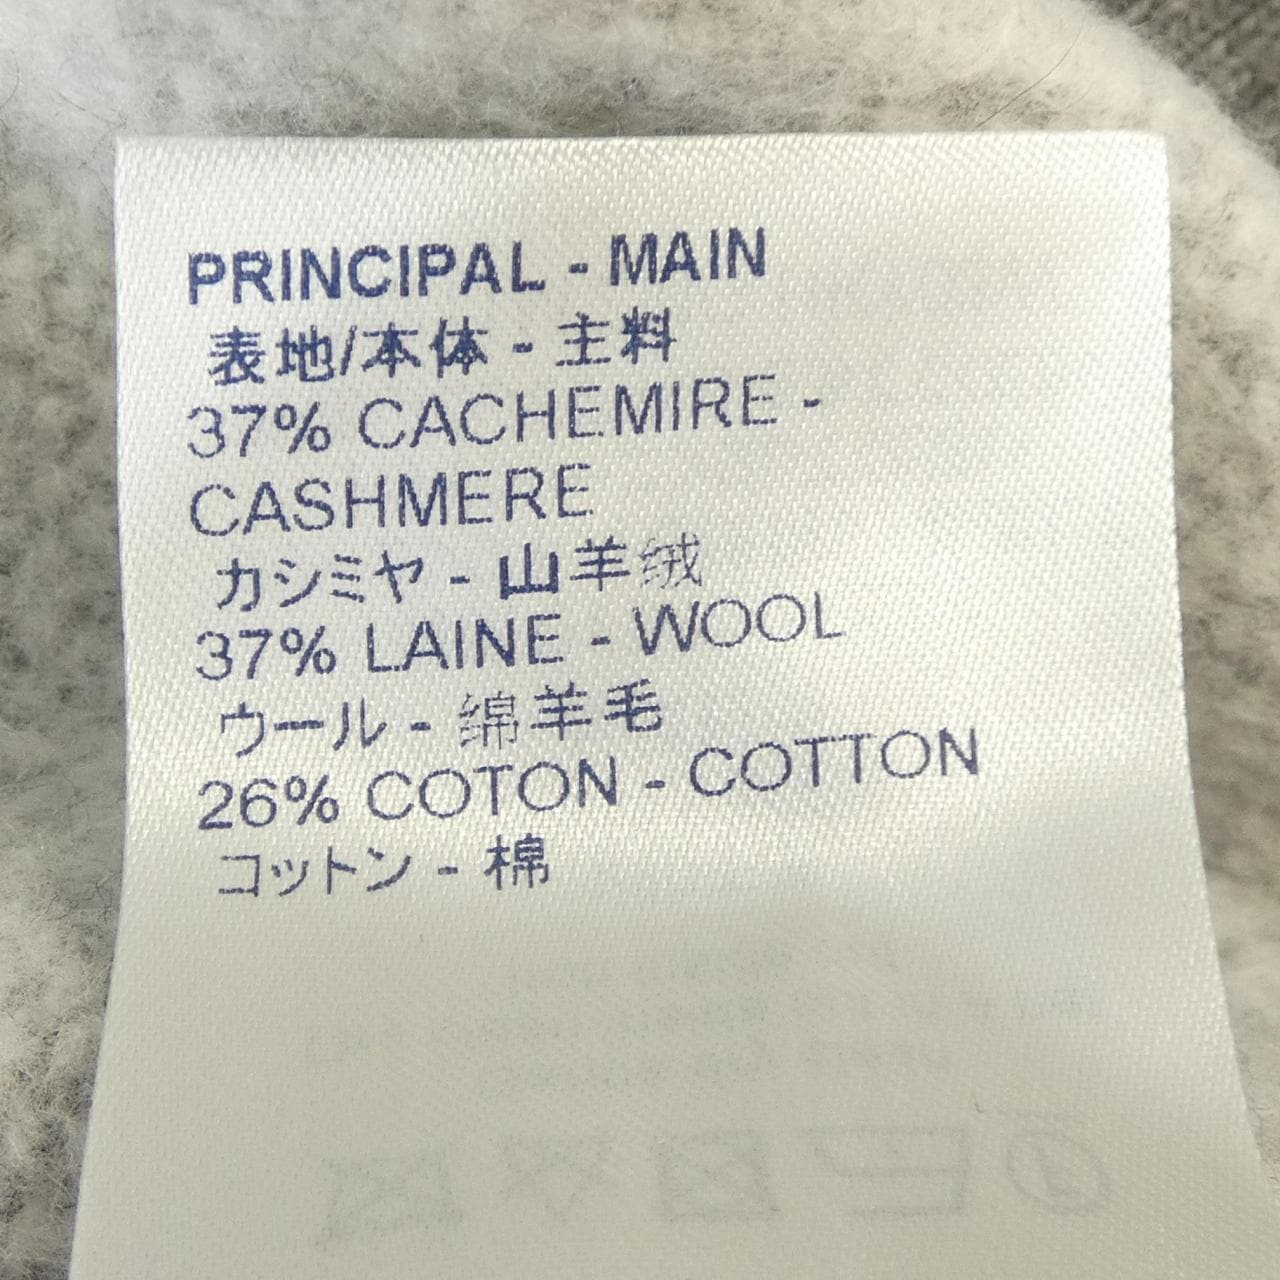 PRINCIPAL - MAIN
表地/本体 - 主料
37% CACHEMIRE -
CASHMERE
カシミヤ - 山羊绒
37% LAINE - WOOL
ウール - 绵羊毛
26% COTON - COTTON
コットン - 棉